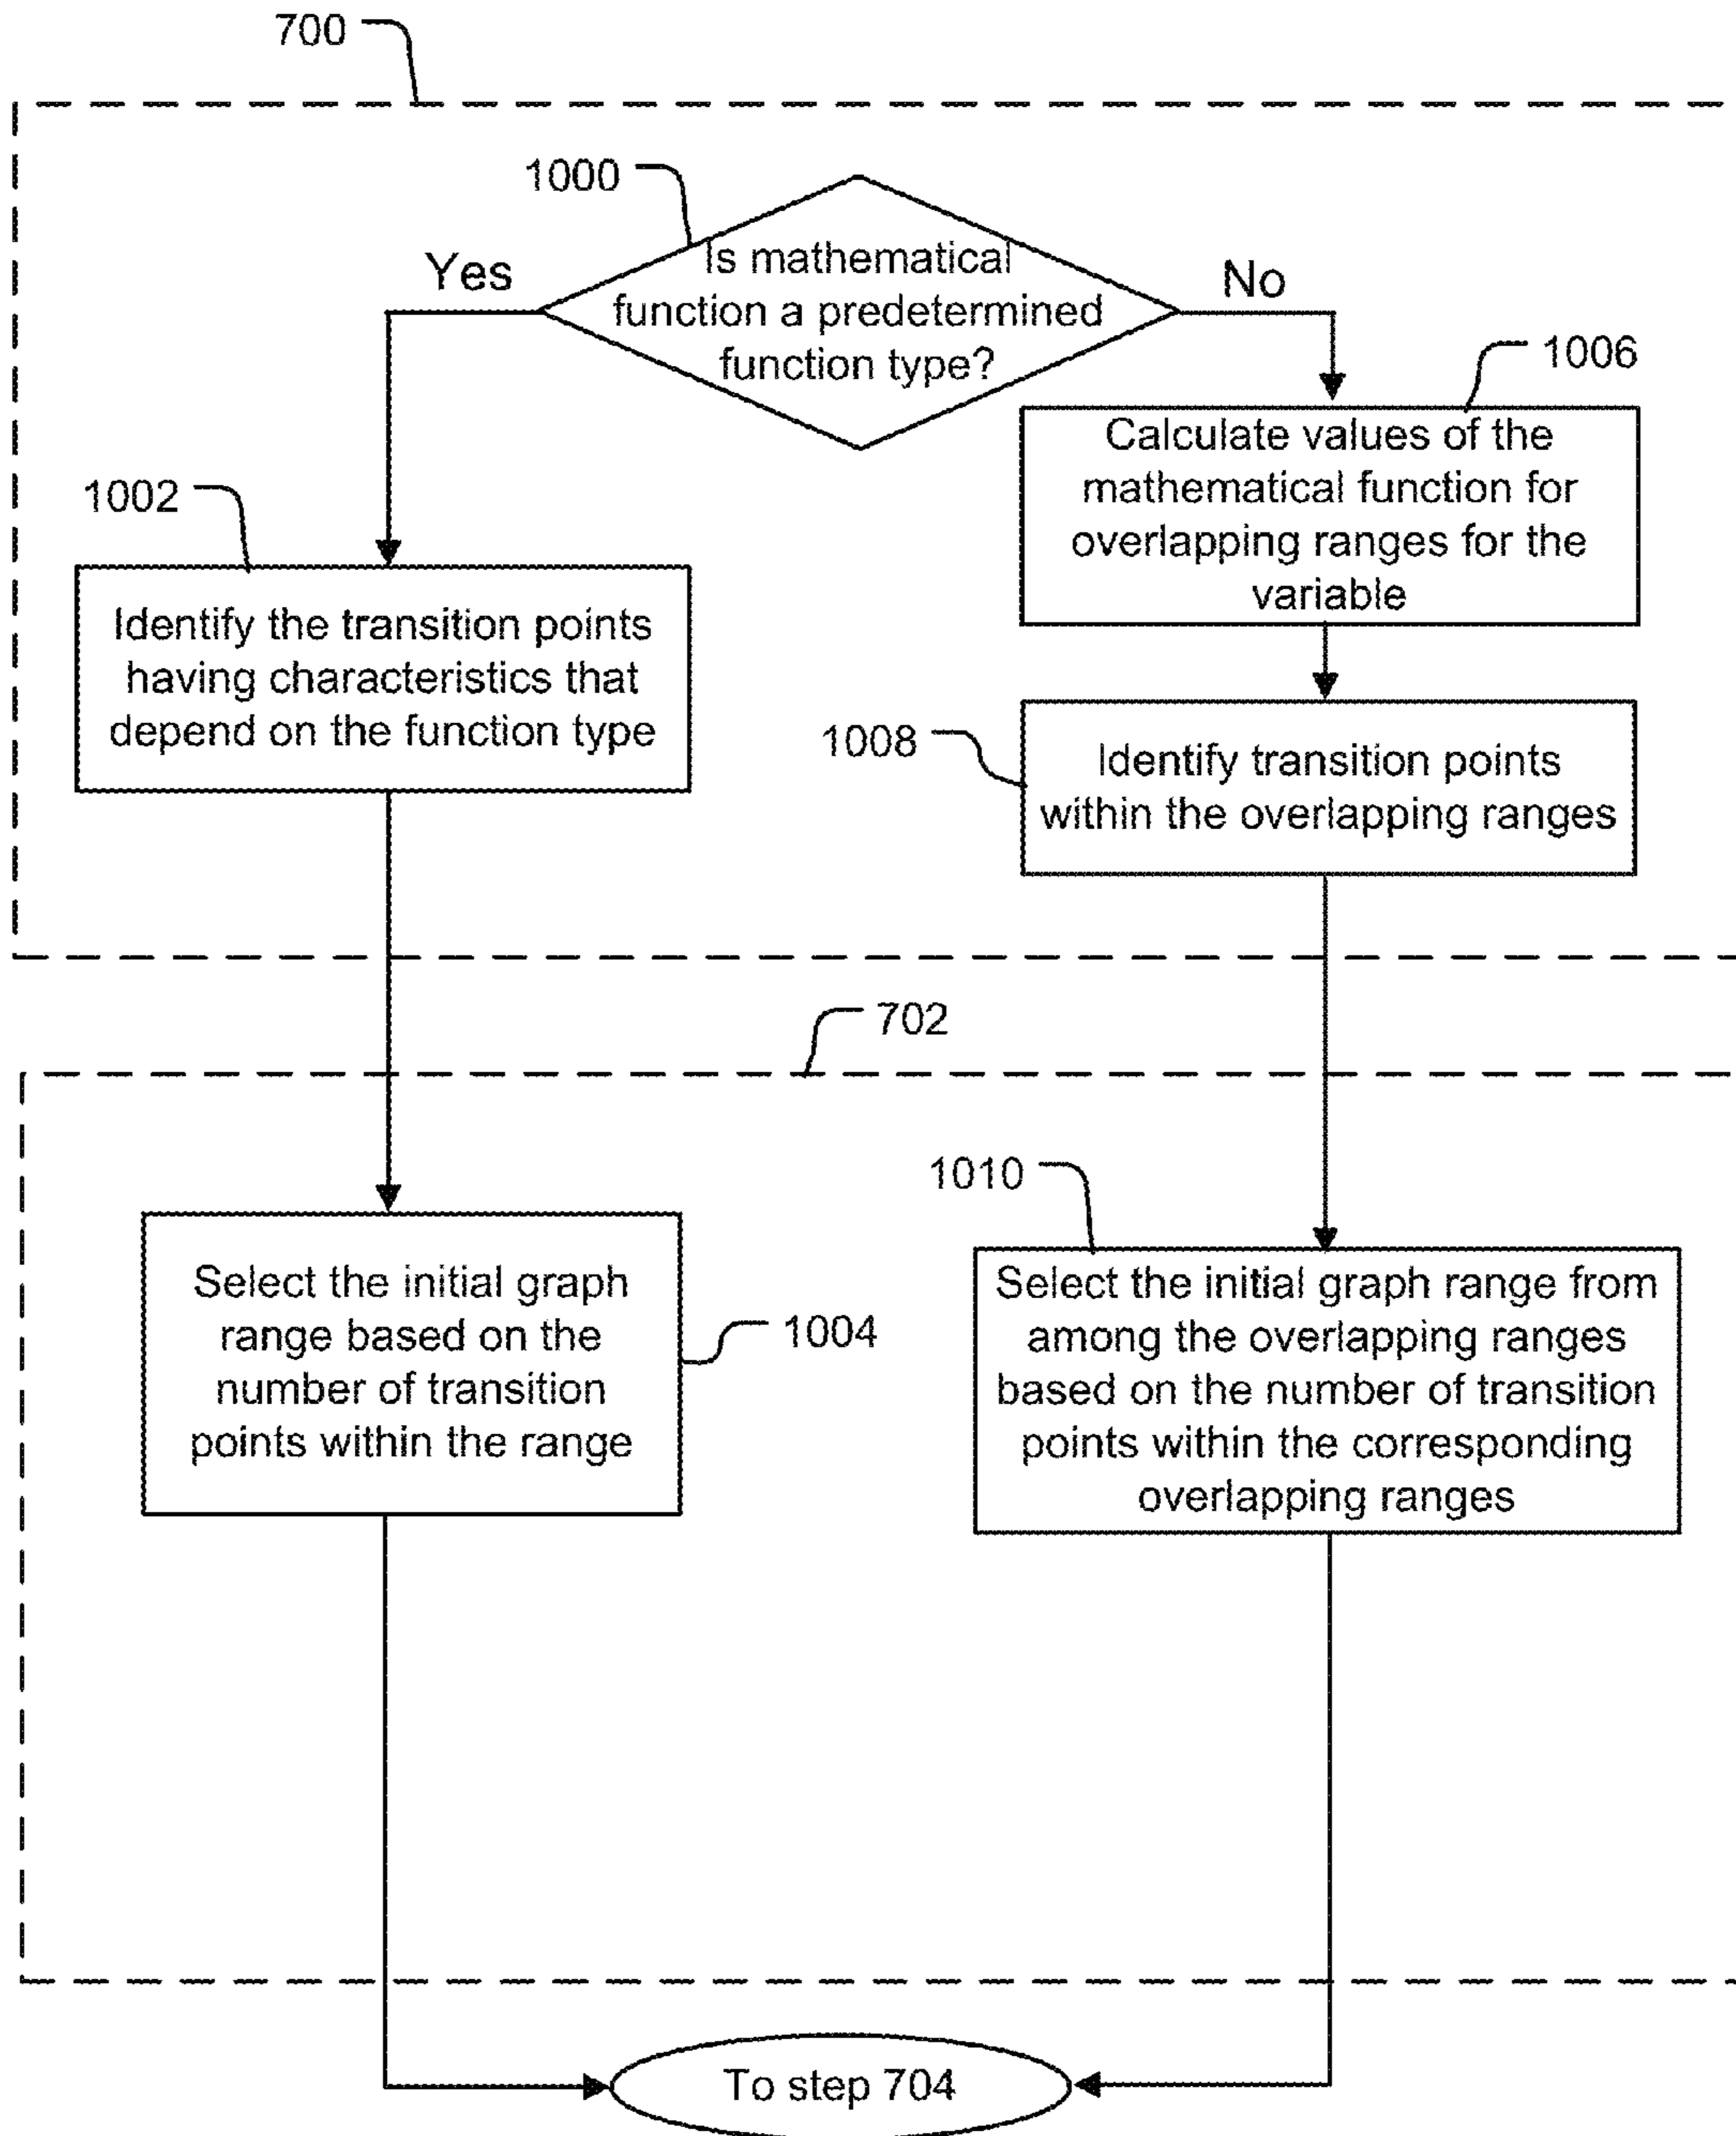 700
1000
Is mathematical
function a predetermined
function type?
Yes
No
1006
Calculate values of the
mathematical function for
overlapping ranges for the
variable
1002
Identify the transition points
having characteristics that
depend on the function type
1008
Identify transition points
within the overlapping ranges
702
1010
Select the initial graph
range based on the
number of transition
points within the range
1004
Select the initial graph range from
among the overlapping ranges
based on the number of transition
points within the corresponding
overlapping ranges
To step 704